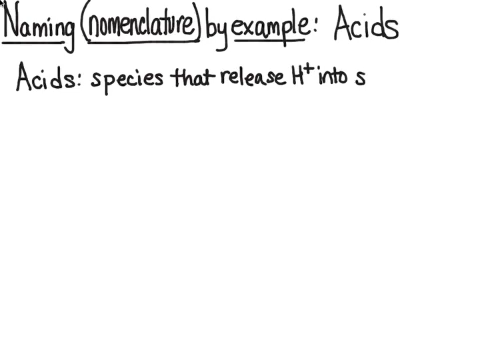 Naming (nomenclature) by example: Acids
Acids: species that release H⁺ into s